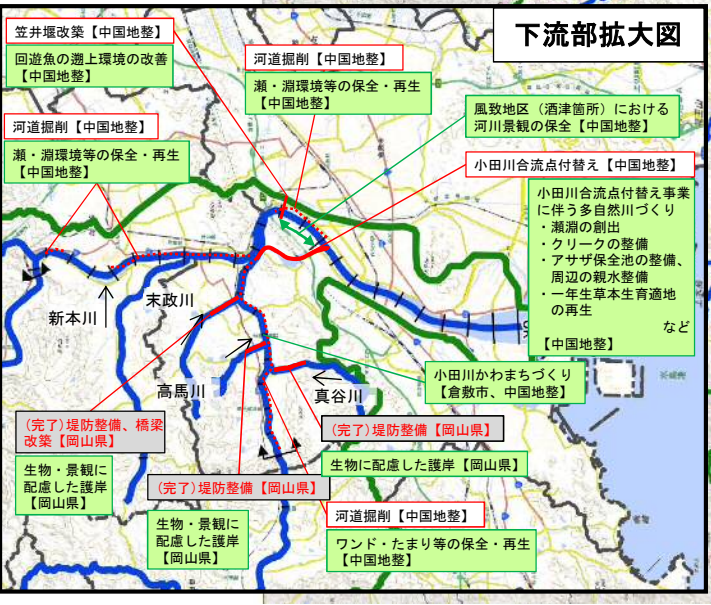 下流部拡大図
笠井堰改築【中国地整】
回遊魚の遡上環境の改善
【中国地整】
河道掘削【中国地整】
瀬・淵環境等の保全・再生
【中国地整】
河道掘削【中国地整】
瀬・淵環境等の保全・再生
【中国地整】
風致地区（酒津箇所）における
河川景観の保全【中国地整】
小田川合流点付替え【中国地整】
小田川合流点付替え事業
に伴う多自然川づくり
・瀬淵の創出
・クリークの整備
・アサザ保全池の整備、
周辺の親水整備
・一年生草本生育適地
の再生
など
【中国地整】
新本川
末政川
高馬川
真谷川
小田川かわまちづくり
【倉敷市、中国地整】
(完了)堤防整備、橋梁
改築【岡山県】
生物・景観に
配慮した護岸
【岡山県】
(完了)堤防整備【岡山県】
生物に配慮した護岸【岡山県】
(完了)堤防整備【岡山県】
生物・景観に
配慮した護岸
【岡山県】
河道掘削【中国地整】
ワンド・たまり等の保全・再生
【中国地整】